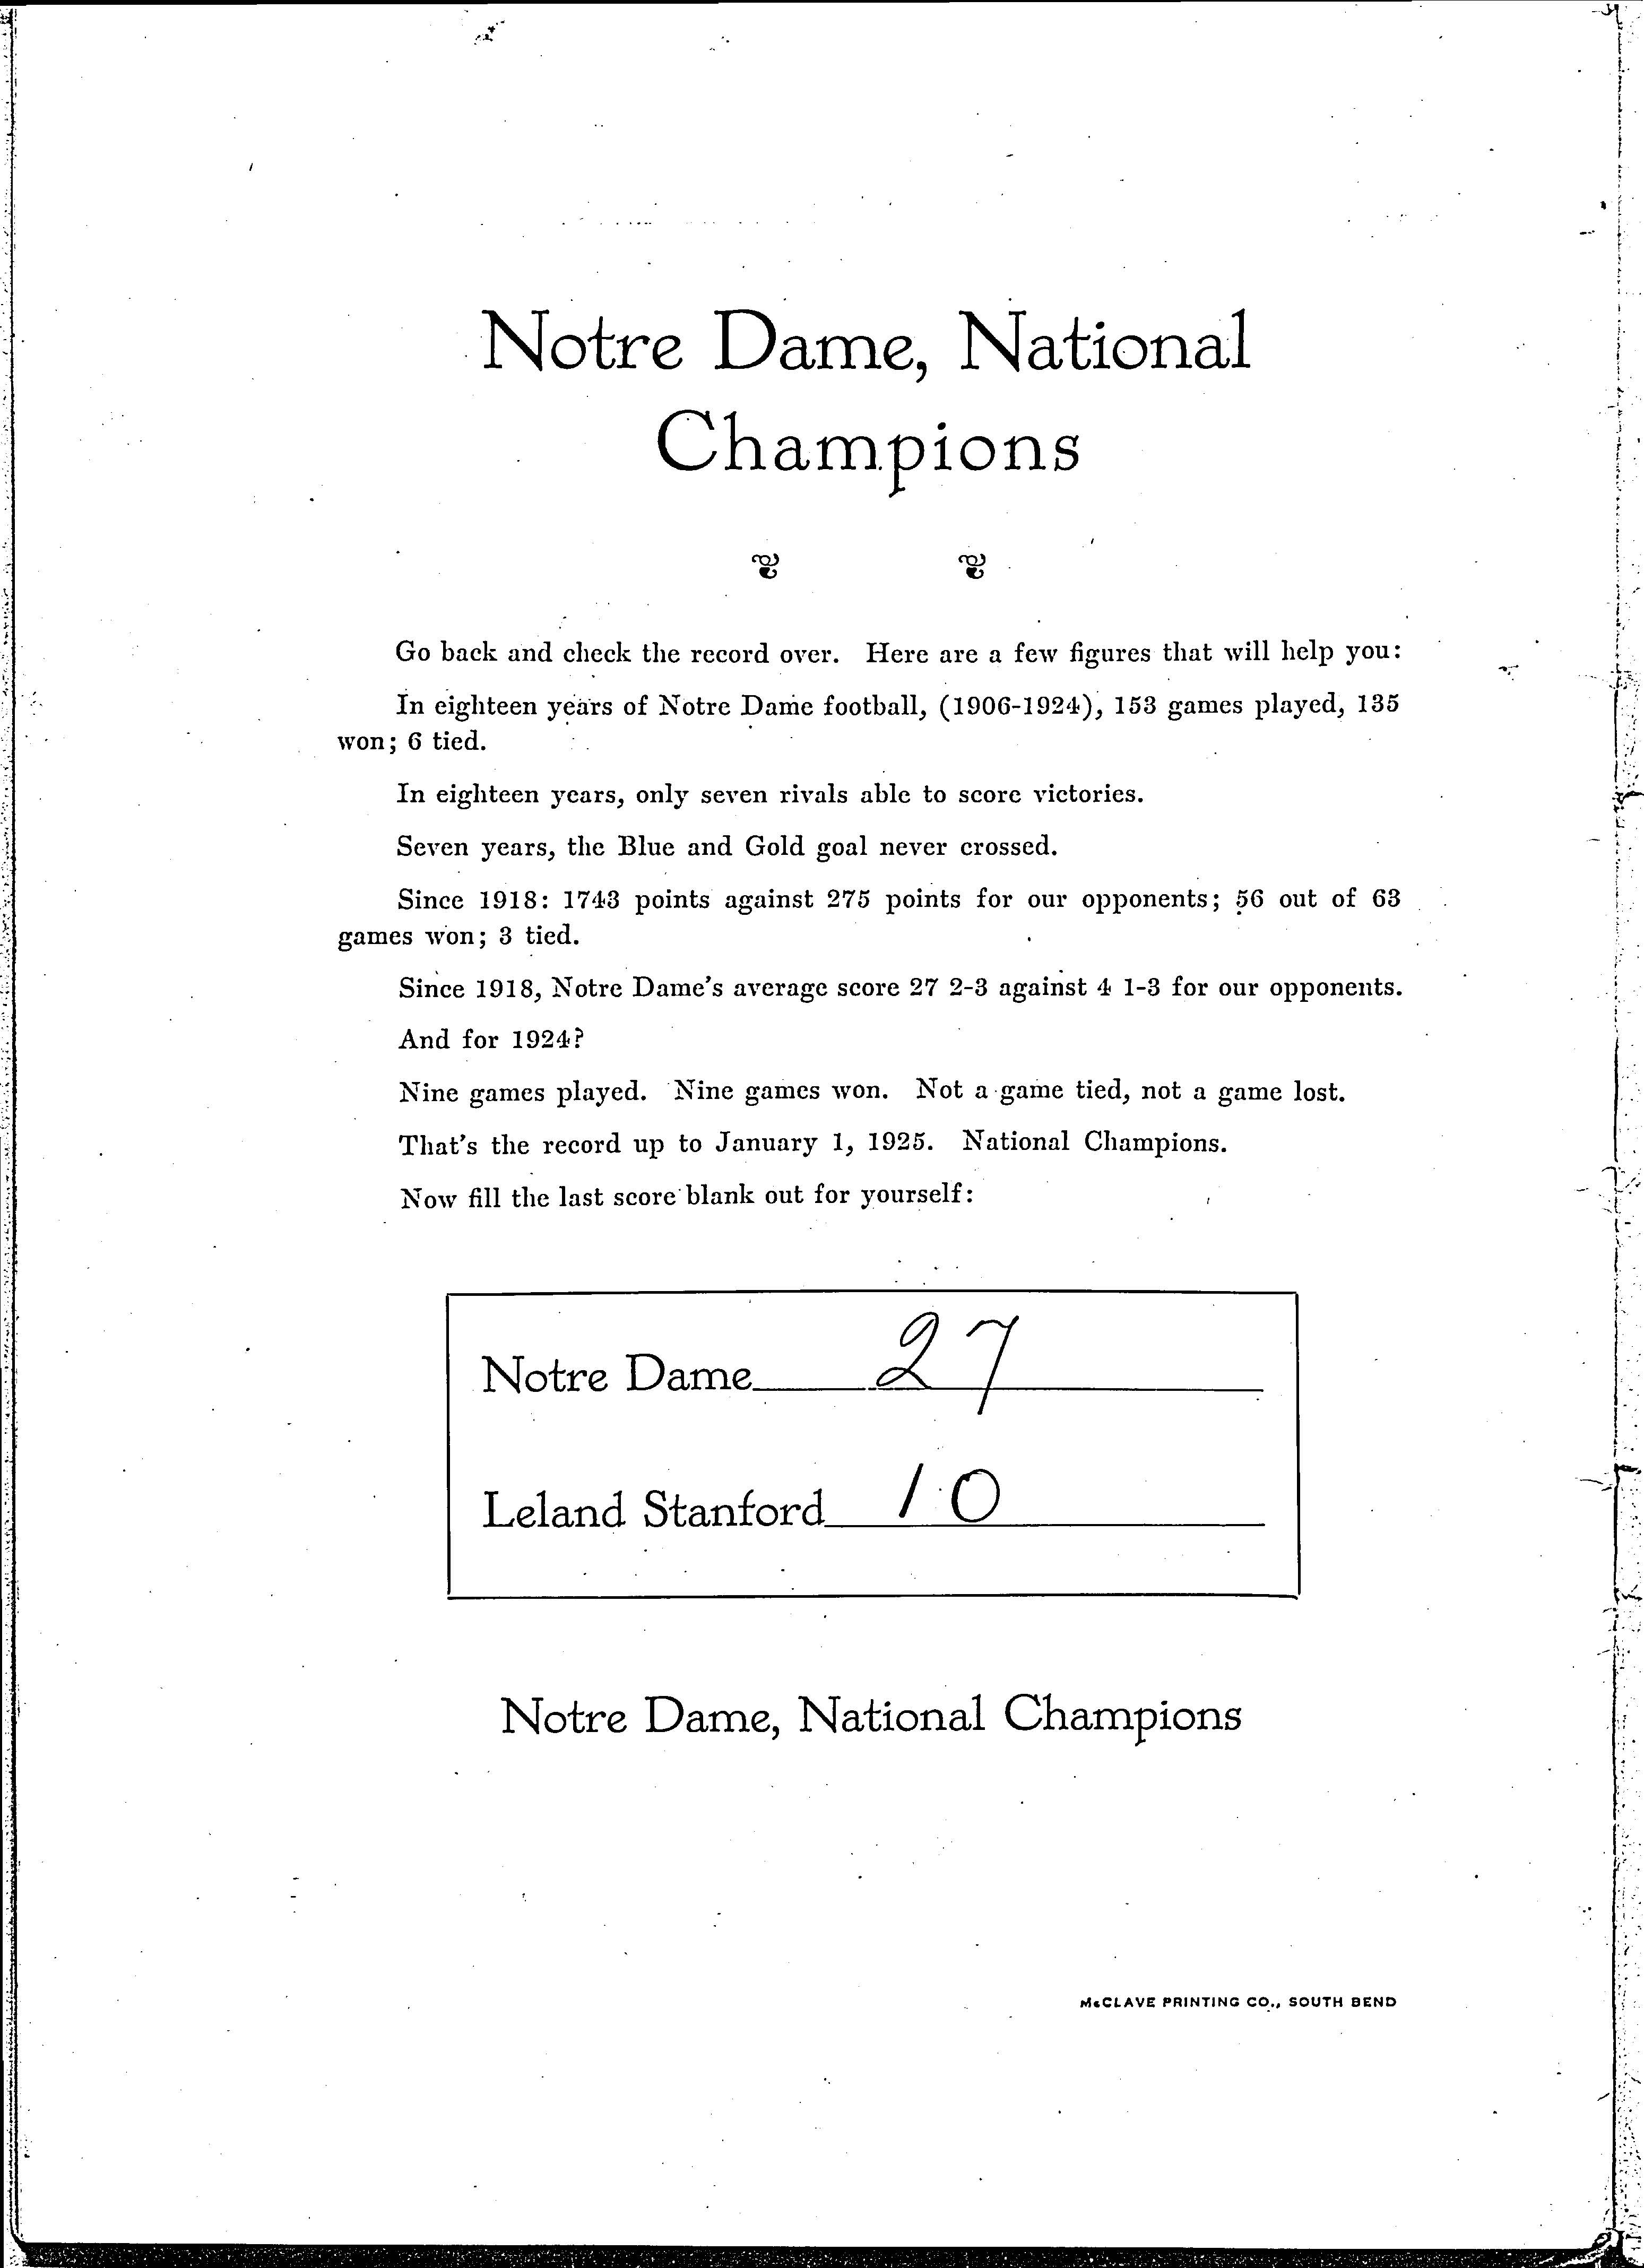 Notre Dame, National
Champions
Go back and check the record over. Here are a few figures that will help you:
In eighteen years of Notre Dame football, (1906-1924), 153 games played, 135
won; 6 tied.
In eighteen years, only seven rivals able to score victories.
Seven years, the Blue and Gold goal never crossed.
Since 1918: 1743 points against 275 points for our opponents; 56 out of 63
games won; 3 tied.
Since 1918, Notre Dame's average score 27 2-3 against 4 1-3 for our opponents.
And for 1924?
Nine games played. Nine games won. Not a game tied, not a game lost.
That's the record up to January 1, 1925. National Champions.
Now fill the last score blank out for yourself:
Notre Dame 27
Leland Stanford 10
Notre Dame, National Champions
McCLAVE PRINTING CO., SOUTH BEND